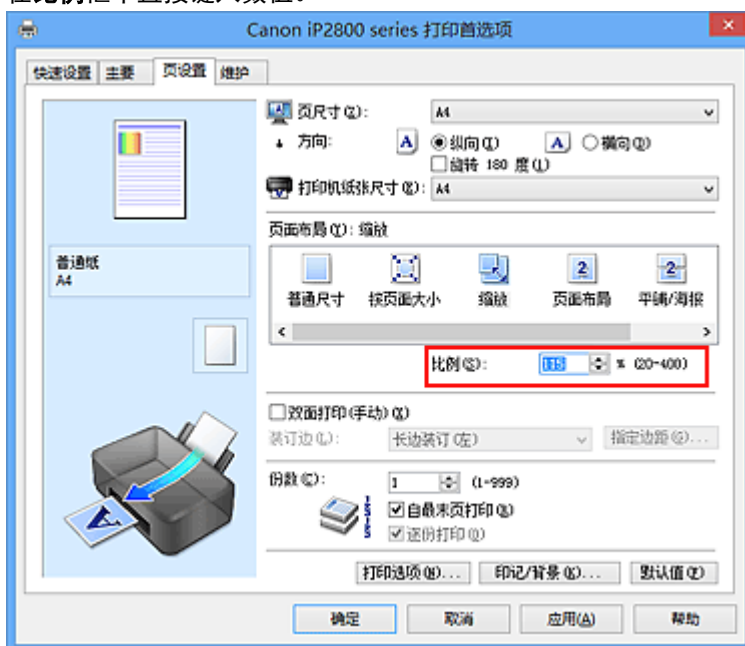 在比例框中直接键入数值。
Canon iP2800 series 打印首选项
快速设置 主要 页设置 维护
页尺寸(Z): A4
方向: A 纵向(I) A 横向(D)
旋转 180 度(L)
打印机纸张尺寸(R): A4
页面布局(Y): 缩放
普通纸
A4
2 2
普通尺寸 按页面大小 缩放 页面布局 平铺/海报
比例(S): 115 % (20-400)
双面打印(手动)(X)
装订边(L): 长边装订(左) 指定边距(G)...
份数(C): 1 (1-999)
自最末页打印(B)
逐份打印(O)
打印选项(W)... 印记/背景(K)... 默认值(F)
确定 取消 应用(A) 帮助